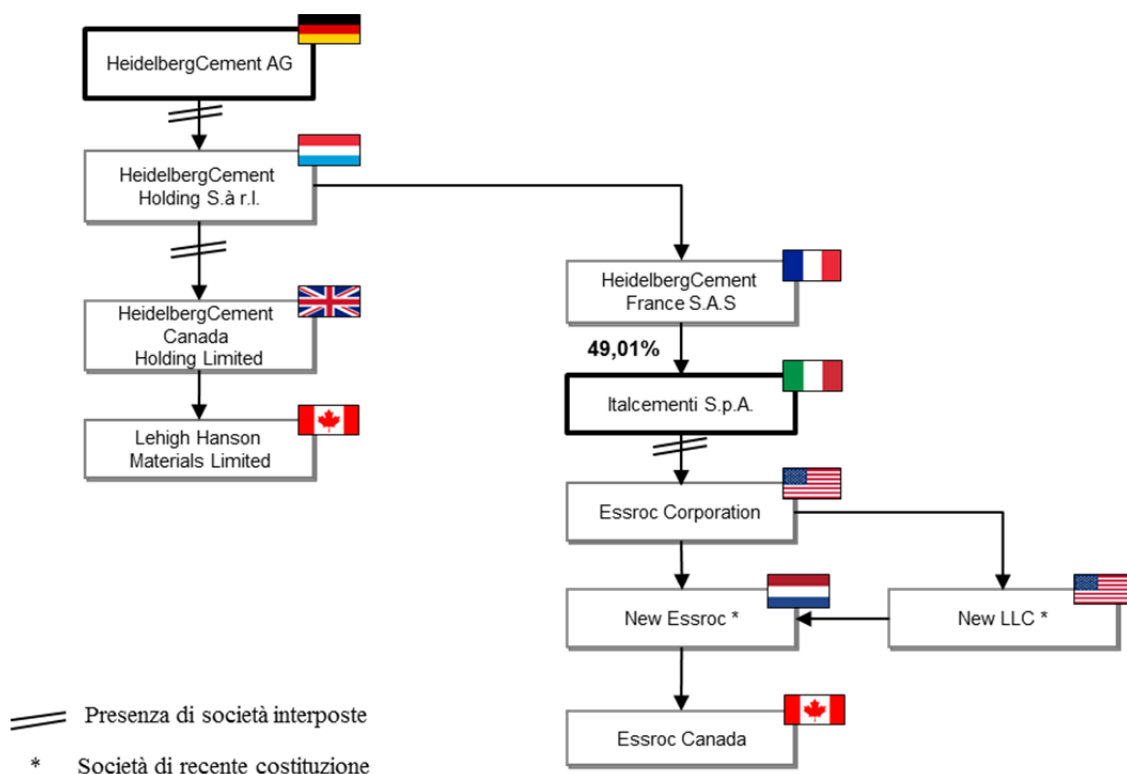 HeidelbergCement AG
HeidelbergCement
Holding S.à r.l.
HeidelbergCement
Canada
Holding Limited
Lehigh Hanson
Materials Limited
HeidelbergCement
France S.A.S
49,01%
Italcementi S.p.A.
Essroc Corporation
New Essroc *
New LLC *
Essroc Canada
Presenza di società interposte
* Società di recente costituzione